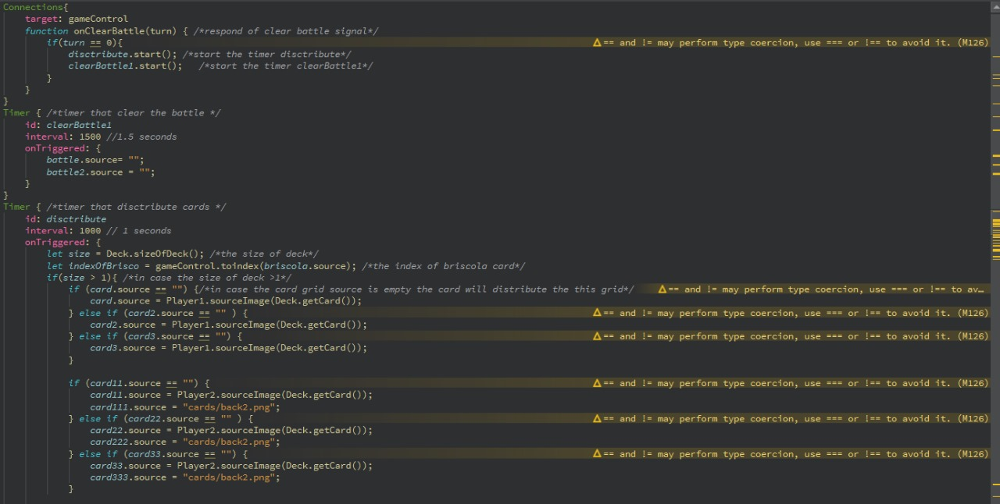 Connections{
    target: gameControl
    function onClearBattle(turn) { /*respond of clear battle signal*/
        if(turn == 0){ ⚠== and != may perform type coercion, use === or !== to avoid it. (M126)
            disctribute.start(); /*start the timer disctribute*/
            clearBattle1.start();   /*start the timer clearBattle1*/
        }
    }
}
Timer { /*timer that clear the battle */
    id: clearBattle1
    interval: 1500 //1.5 seconds
    onTriggered: {
        battle.source= "";
        battle2.source = "";
    }
}
Timer { /*timer that disctribute cards */
    id: disctribute
    interval: 1000 // 1 seconds
    onTriggered: {
        let size = Deck.sizeOfDeck(); /*the size of deck*/
        let indexOfBrisco = gameControl.toindex(briscola.source); /*the index of briscola card*/
        if(size > 1){ /*in case the size of deck >1*/
            if (card.source == "") {/*in case the card grid source is empty the card will distribute the this grid*/ ⚠== and != may perform type coercion, use === or !== to av…
                card.source = Player1.sourceImage(Deck.getCard());
            } else if (card2.source == "" ) { ⚠== and != may perform type coercion, use === or !== to avoid it. (M126)
                card2.source = Player1.sourceImage(Deck.getCard());
            } else if (card3.source == "") { ⚠== and != may perform type coercion, use === or !== to avoid it. (M126)
                card3.source = Player1.sourceImage(Deck.getCard());
            }
            if (card11.source == "") { ⚠== and != may perform type coercion, use === or !== to avoid it. (M126)
                card11.source = Player2.sourceImage(Deck.getCard());
                card111.source = "cards/back2.png";
            } else if (card22.source == "" ) { ⚠== and != may perform type coercion, use === or !== to avoid it. (M126)
                card22.source = Player2.sourceImage(Deck.getCard());
                card222.source = "cards/back2.png";
            } else if (card33.source == "") { ⚠== and != may perform type coercion, use === or !== to avoid it. (M126)
                card33.source = Player2.sourceImage(Deck.getCard());
                card333.source = "cards/back2.png";
            }